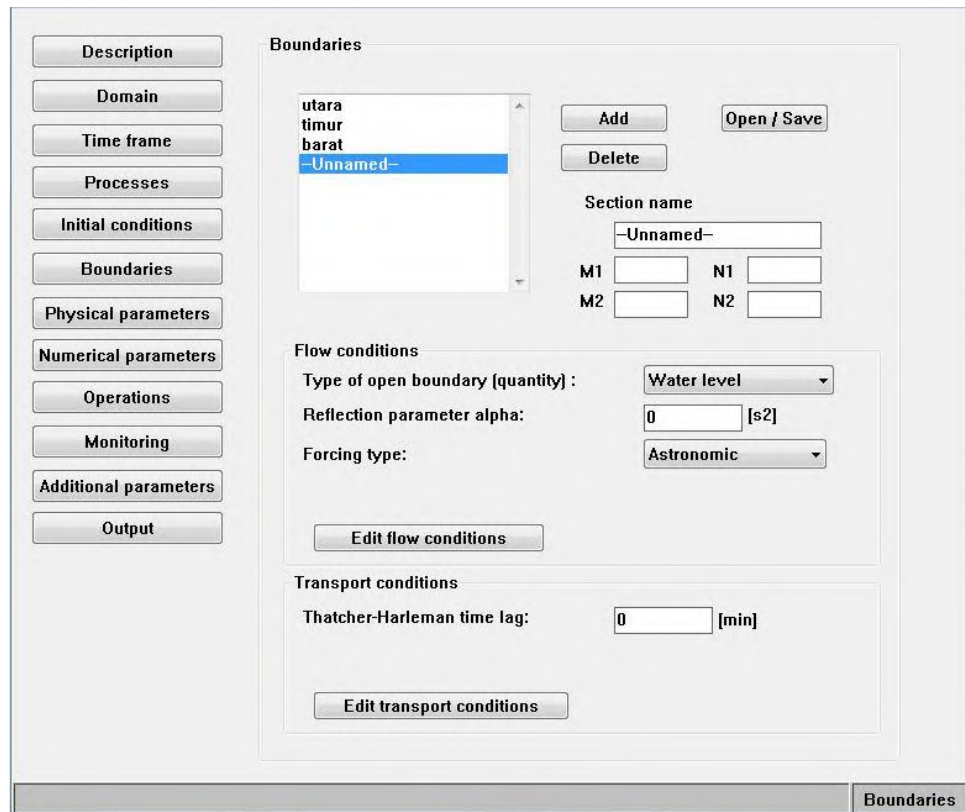 Description
Domain
Time frame
Processes
Initial conditions
Boundaries
Physical parameters
Numerical parameters
Operations
Monitoring
Additional parameters
Output
Boundaries
utara
timur
barat
--Unnamed--
Add
Open / Save
Delete
Section name
--Unnamed--
M1
N1
M2
N2
Flow conditions
Type of open boundary (quantity) :
Water level
Reflection parameter alpha:
0
[s2]
Forcing type:
Astronomic
Edit flow conditions
Transport conditions
Thatcher-Harleman time lag:
0
[min]
Edit transport conditions
Boundaries